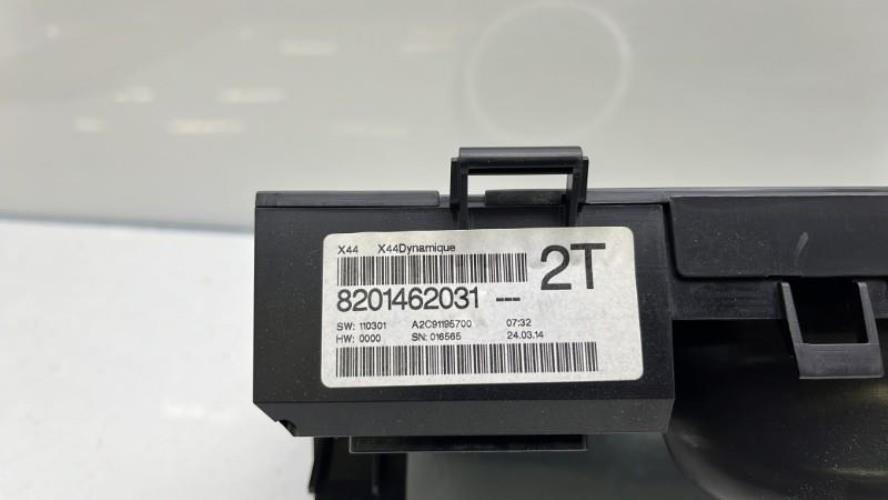 X44 X44Dynamique
2T
8201462031 ---
SW: 110301 A2C91195700 07:32
HW: 0000 SN: 016565 24.03.14